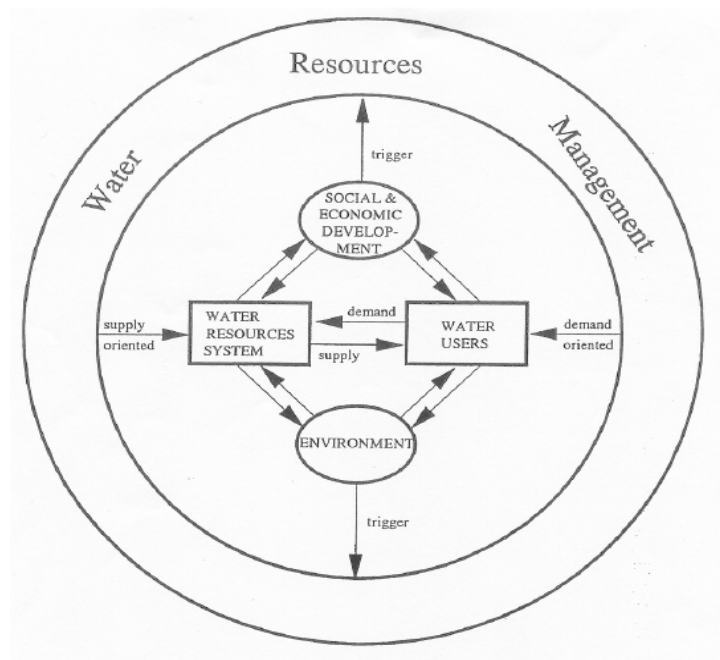 Water
Resources
Management
trigger
SOCIAL &
ECONOMIC
DEVELOP-
MENT
supply
oriented
WATER
RESOURCES
SYSTEM
demand
supply
WATER
USERS
demand
oriented
ENVIRONMENT
trigger